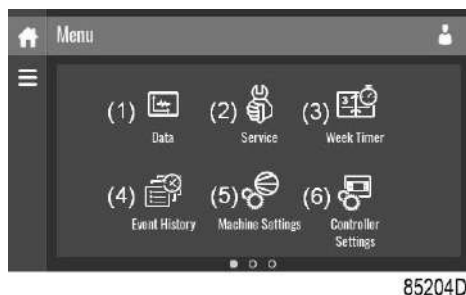 Menu
(1) (2) (3)
Data Service Week Timer
(4) (5) (6)
Event History Machine Settings Controller
Settings
85204D